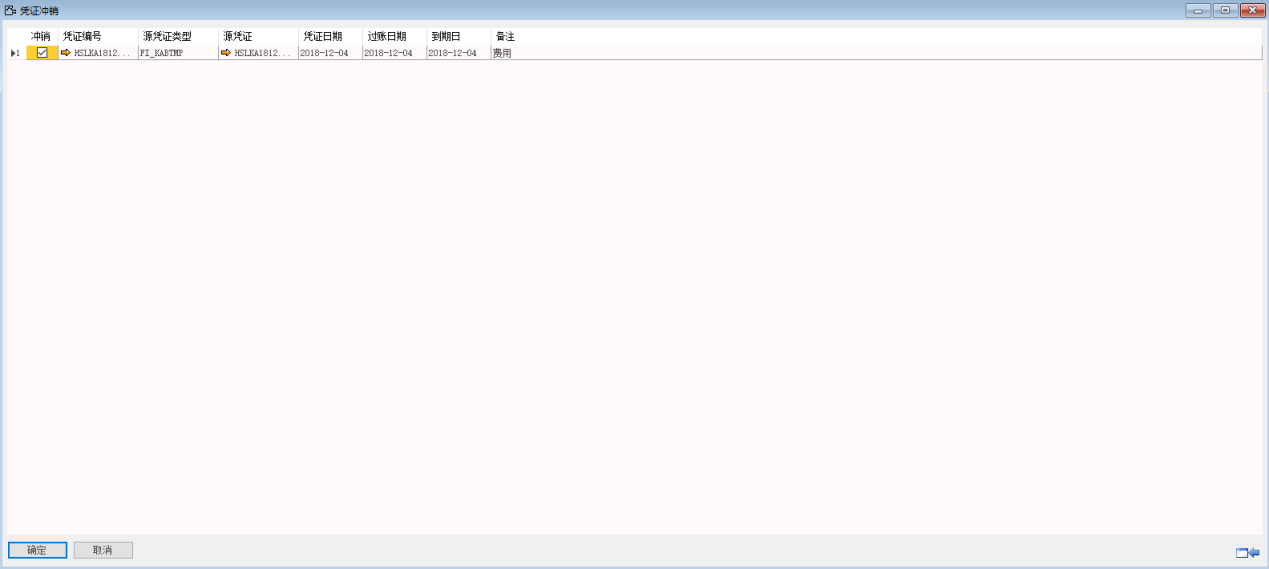 凭证冲销
冲销 凭证编号 源凭证类型 源凭证 凭证日期 过账日期 到期日 备注
1 HSLKA1812... FI_KABTMP HSLKA1812... 2018-12-04 2018-12-04 2018-12-04 费用
确定 取消